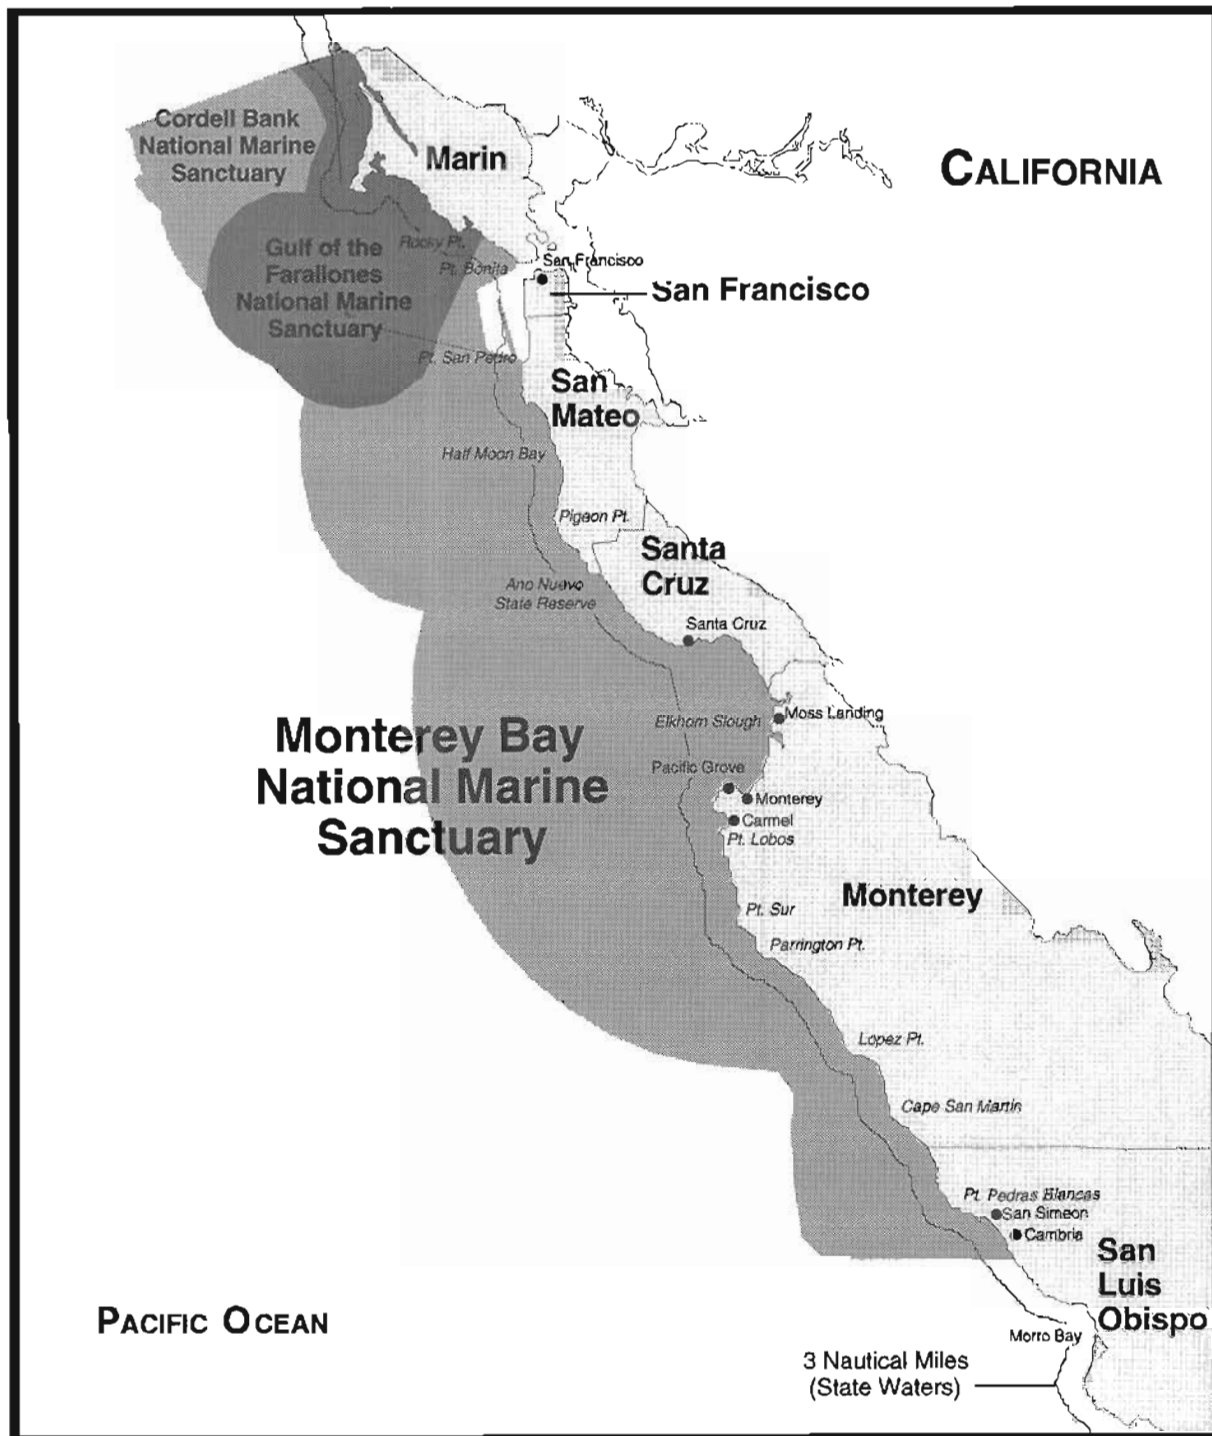 Cordell Bank
National Marine
Sanctuary
Marin
CALIFORNIA
Gulf of the
Farallones
National Marine
Sanctuary
Rocky Pt.
Pt. Bonita
San Francisco
San Francisco
Pt. San Pedro
San
Mateo
Half Moon Bay
Pigeon Pt.
Santa
Cruz
Ano Nuevo
State Reserve
Santa Cruz
Monterey Bay
National Marine
Sanctuary
Elkhorn Slough
Moss Landing
Pacific Grove
Monterey
Carmel
Pt. Lobos
Monterey
Pt. Sur
Parrington Pt.
Lopez Pt.
Cape San Martin
Pt. Pedras Blancas
San Simeon
Cambria
San
Luis
Obispo
PACIFIC OCEAN
Morro Bay
3 Nautical Miles
(State Waters)